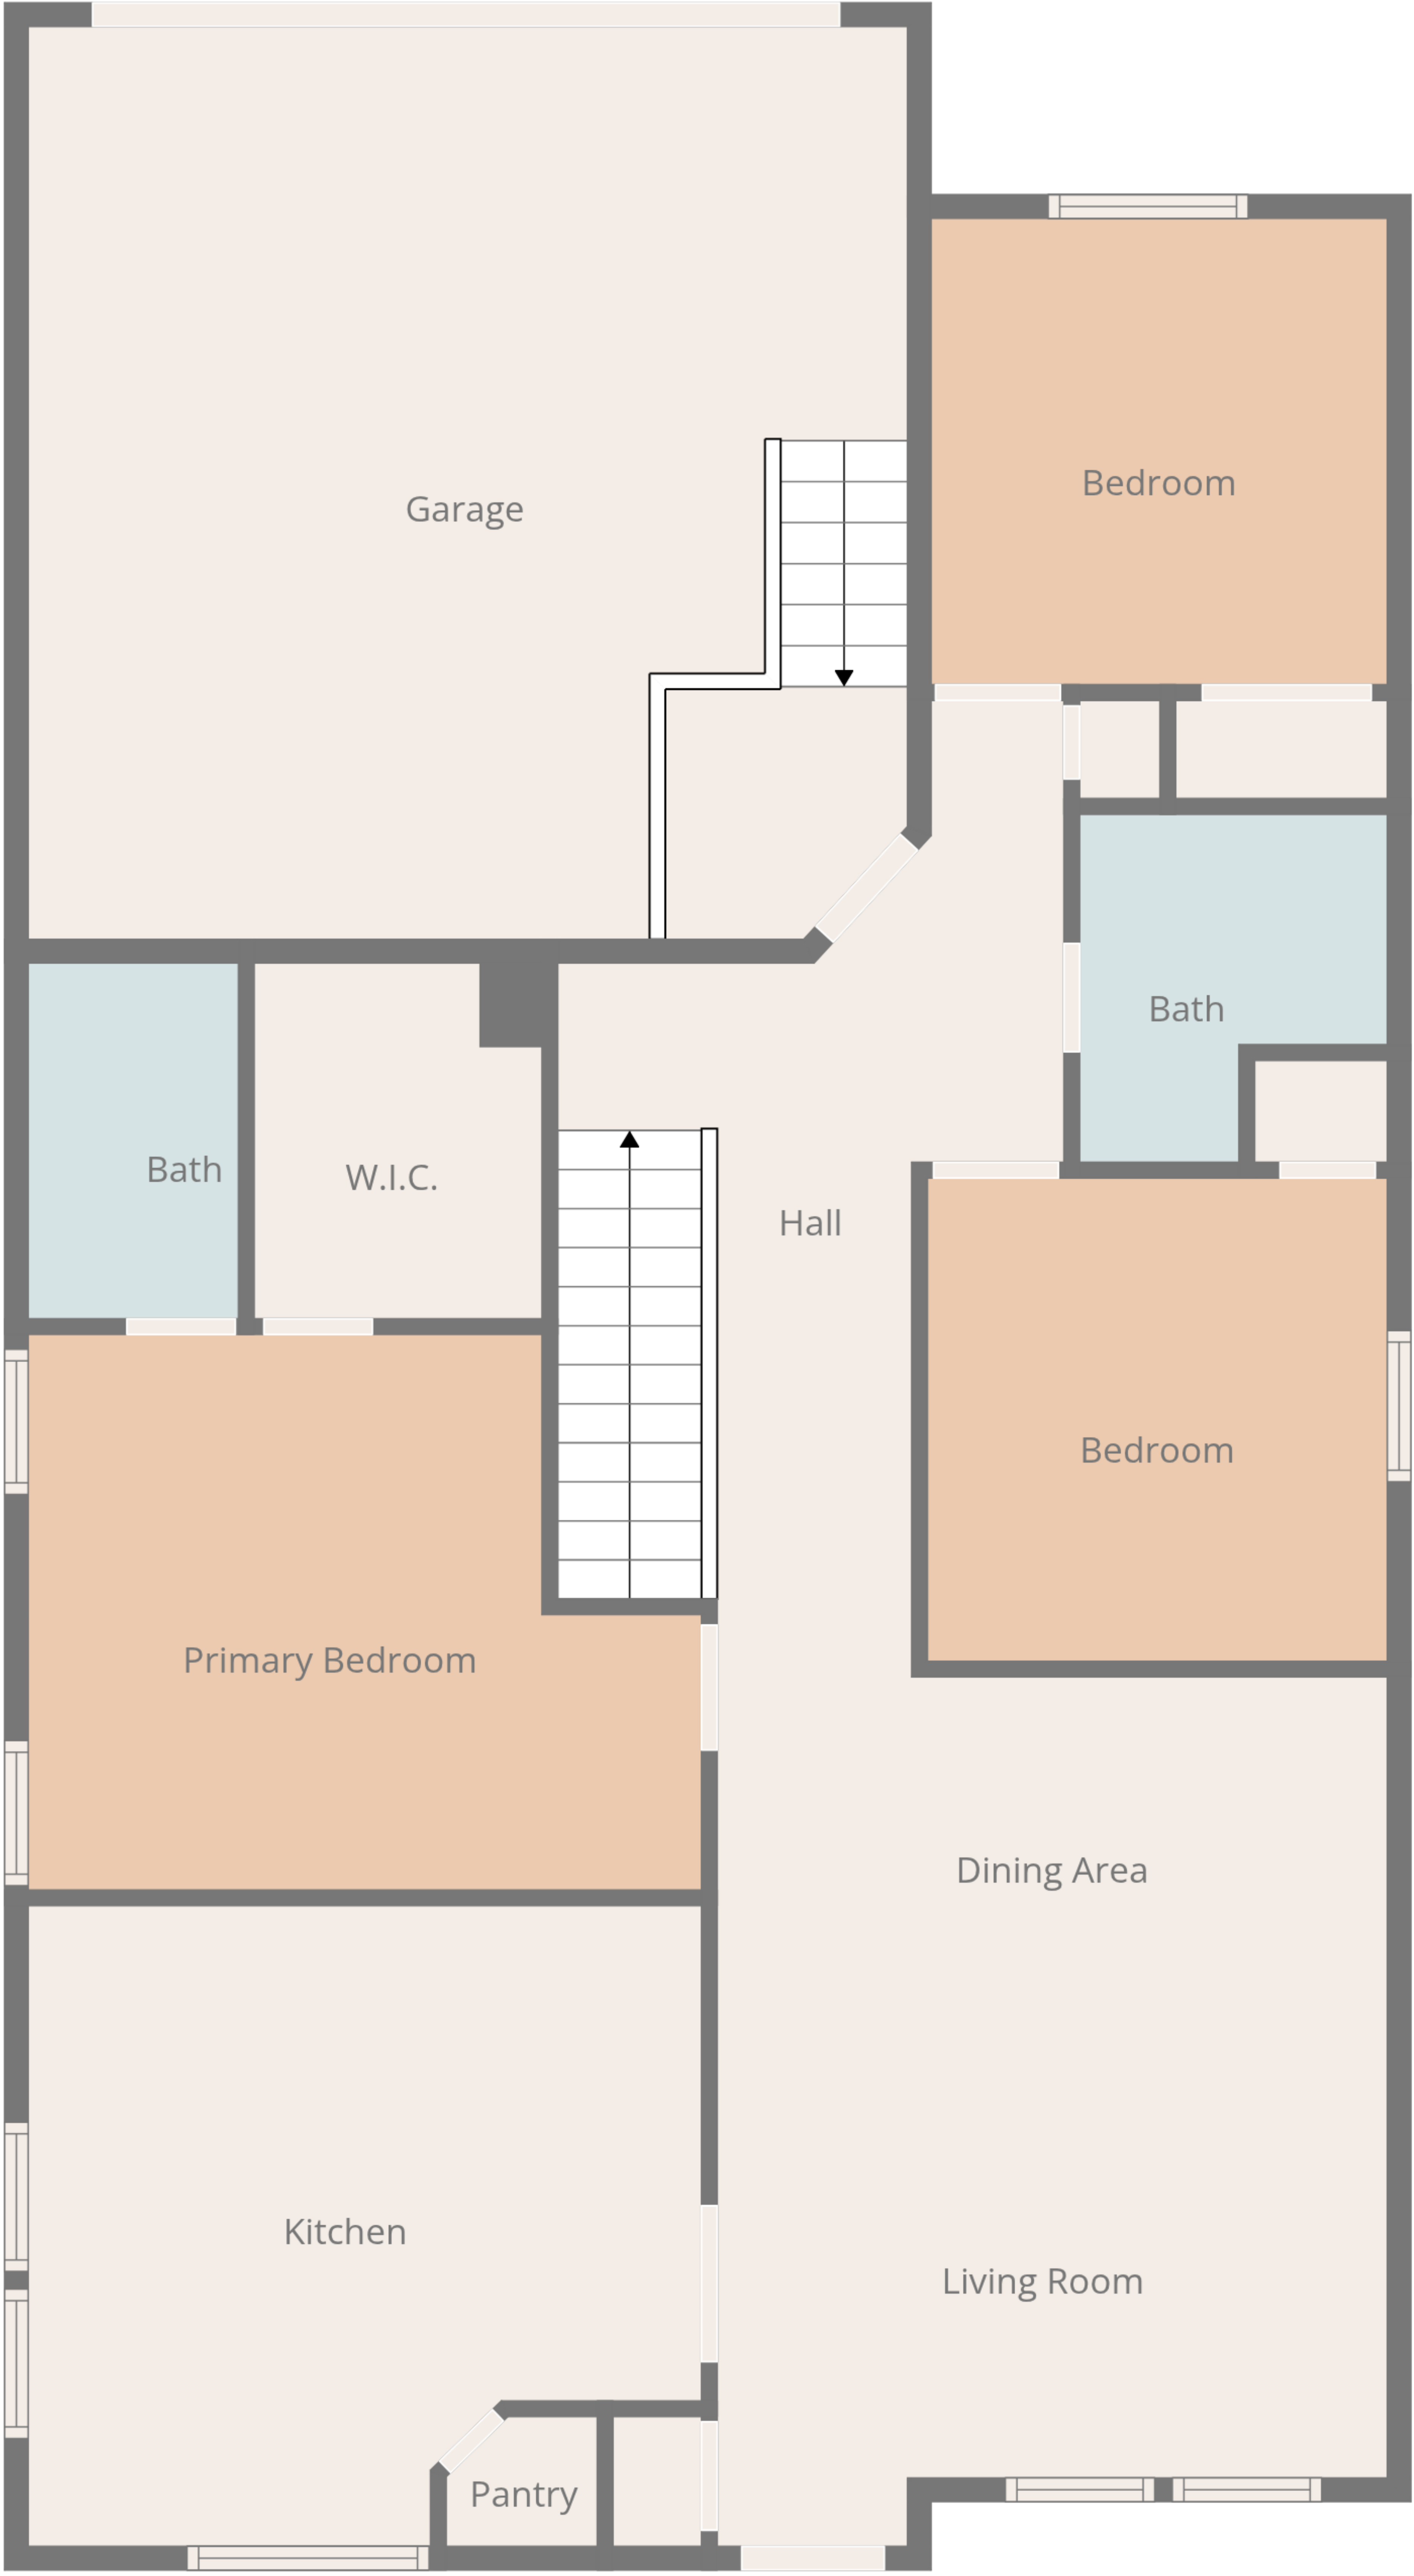 Bedroom
Garage
Bath
Bath
W.I.C.
Hall
Bedroom
Primary Bedroom
Dining Area
Kitchen
Living Room
Pantry